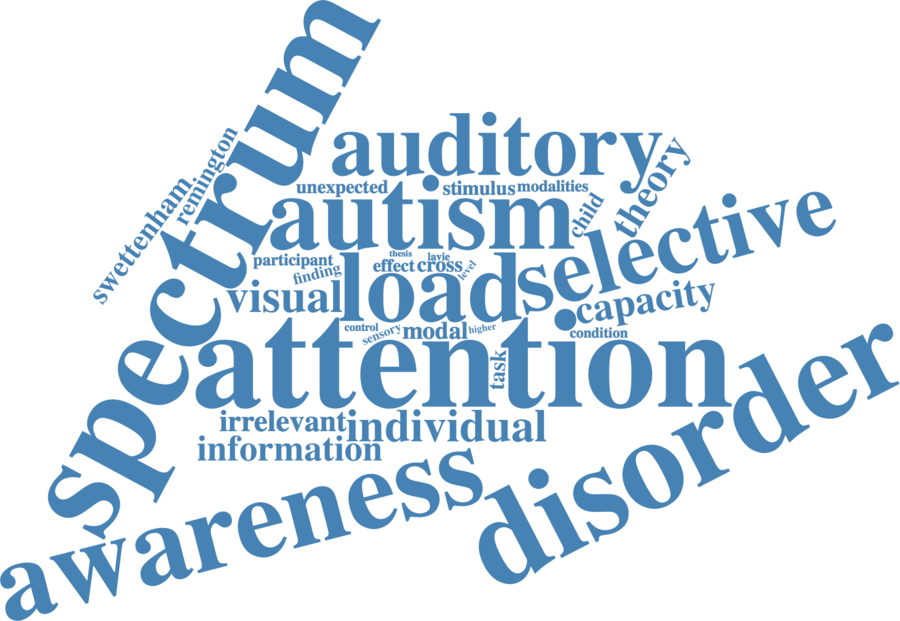 spectrum
auditory
theory
remington
swettenham
unexpected
stimulus
modalities
autism
child
selective
participant
thesis
lavie
finding
effect
cross
level
visual
load
capacity
control
sensory
modal
higher
condition
attention
task
disorder
irrelevant
individual
information
awareness